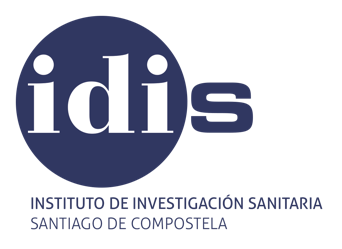 idis
INSTITUTO DE INVESTIGACIÓN SANITARIA
SANTIAGO DE COMPOSTELA